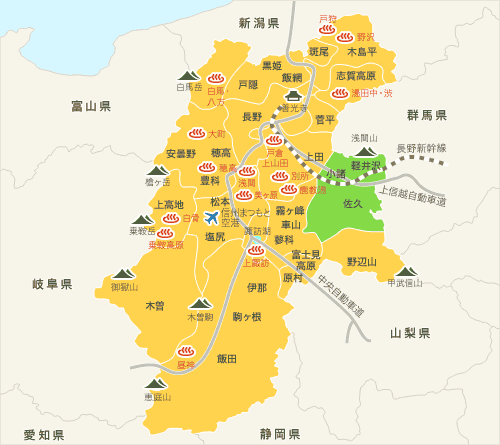 新潟県
戸狩
野沢
斑尾
木島平
黒姫
飯綱
志賀高原
白馬岳
白馬・
八方
戸隠
湯田中・渋
善光寺
富山県
長野
菅平
群馬県
大町
戸倉
上山田
浅間山
長野新幹線
安曇野
穂高
上田
軽井沢
穂高
小諸
槍ヶ岳
豊科
浅間
別所
鹿教湯
美ヶ原
上信越自動車道
上高地
松本
佐久
白骨
信州まつもと
空港
霧ヶ峰
乗鞍岳
車山
諏訪湖
乗鞍高原
塩尻
蓼科
上諏訪
富士見
高原
野辺山
御嶽山
原村
甲武信山
岐阜県
伊那
中央自動車道
木曽
木曽駒
駒ヶ根
山梨県
昼神
飯田
恵庭山
愛知県
静岡県